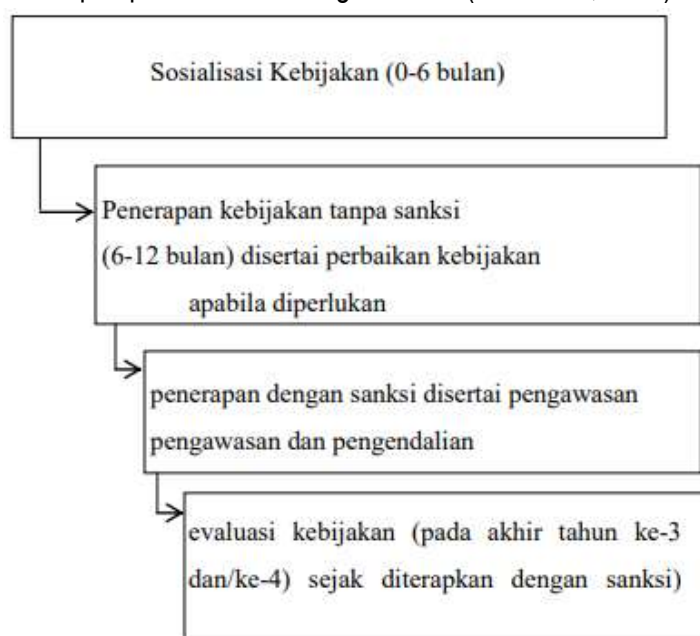 Sosialisasi Kebijakan (0-6 bulan)
Penerapan kebijakan tanpa sanksi
(6-12 bulan) disertai perbaikan kebijakan
apabila diperlukan
penerapan dengan sanksi disertai pengawasan
pengawasan dan pengendalian
evaluasi kebijakan (pada akhir tahun ke-3
dan/ke-4) sejak diterapkan dengan sanksi)